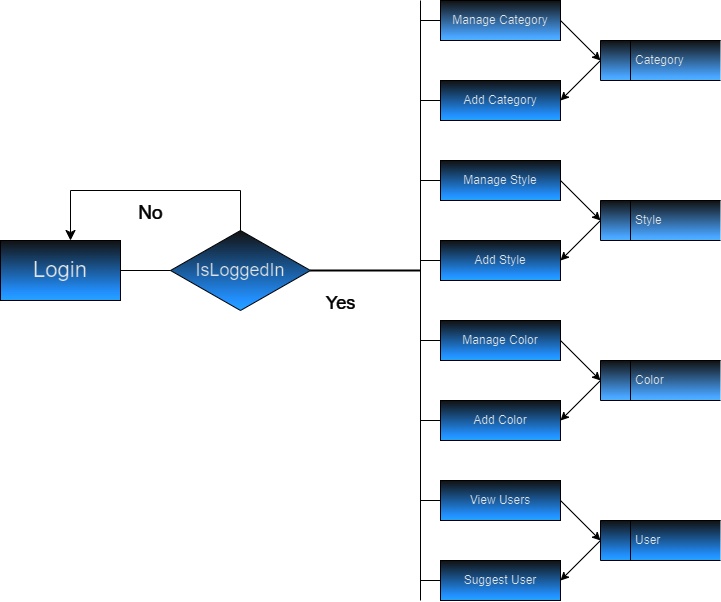 Manage Category
Category
Add Category
Manage Style
No
Style
Login
IsLoggedIn
Add Style
Yes
Manage Color
Color
Add Color
View Users
User
Suggest User